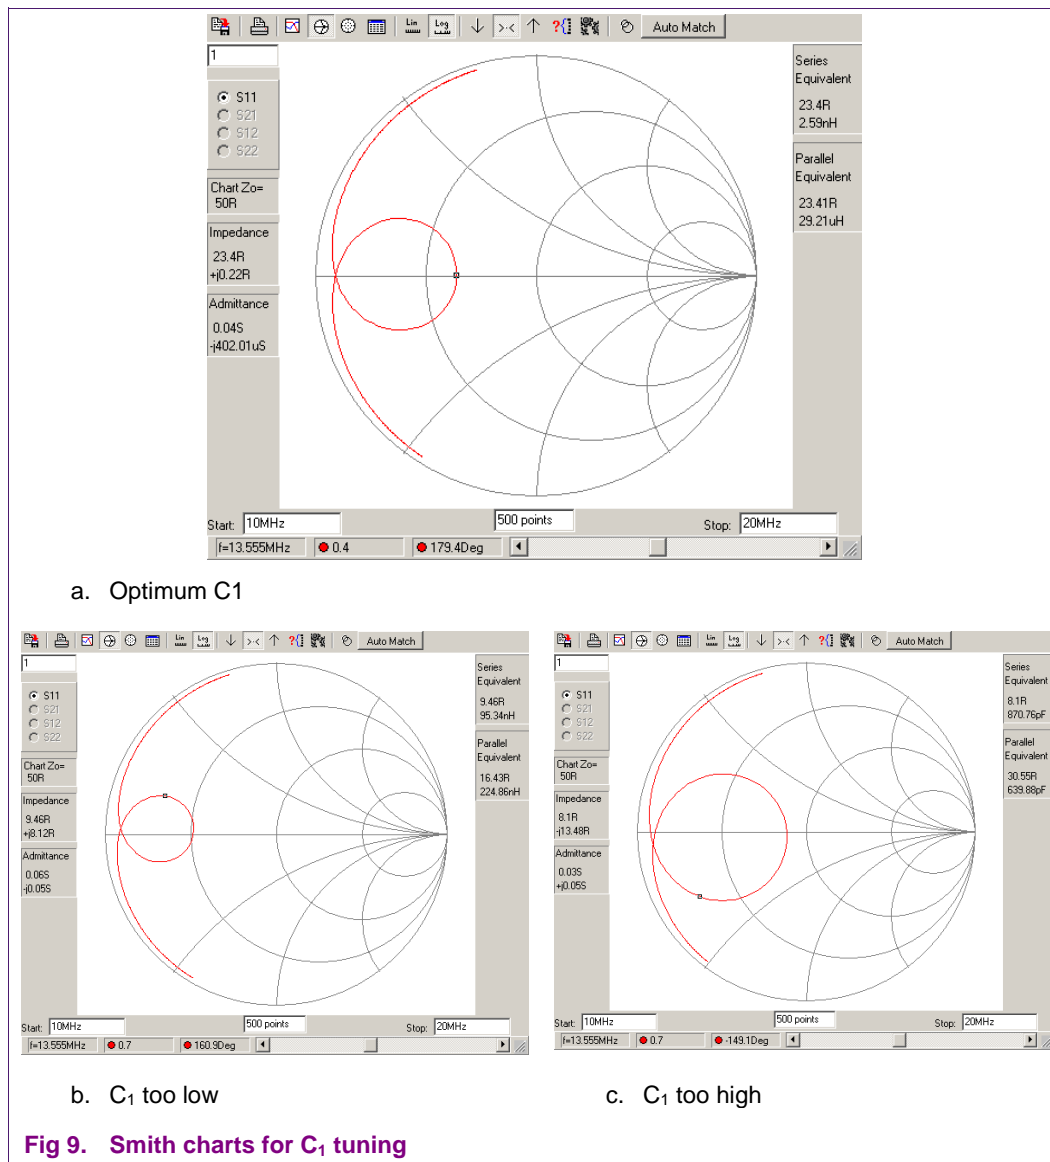 Lin
Log
Auto Match
1
S11
S21
S12
S22
Chart Zo=
50R
Impedance
23.4R
+j0.22R
Admittance
0.04S
-j402.01uS
Series
Equivalent
23.4R
2.59nH
Parallel
Equivalent
23.41R
29.21uH
Start: 10MHz
500 points
Stop: 20MHz
f=13.555MHz 0.4 179.4Deg
a. Optimum C1
Lin
Log
Auto Match
1
S11
S21
S12
S22
Chart Zo=
50R
Impedance
9.46R
+j8.12R
Admittance
0.06S
-j0.05S
Series
Equivalent
9.46R
95.34nH
Parallel
Equivalent
16.43R
224.86nH
Start: 10MHz
500 points
Stop: 20MHz
f=13.555MHz 0.7 160.9Deg
b. C1 too low
Lin
Log
Auto Match
1
S11
S21
S12
S22
Chart Zo=
50R
Impedance
8.1R
-j13.48R
Admittance
0.03S
+j0.05S
Series
Equivalent
8.1R
870.76pF
Parallel
Equivalent
30.55R
639.88pF
Start: 10MHz
500 points
Stop: 20MHz
f=13.555MHz 0.7 -149.1Deg
c. C1 too high
Fig 9. Smith charts for C1 tuning